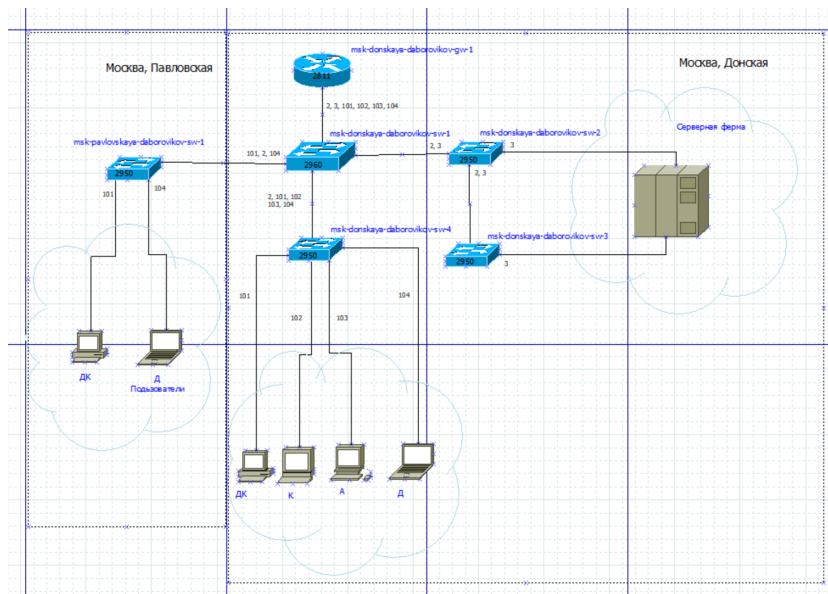 msk-donskaya-daborovikov-gw-1
Москва, Павловская
Москва, Донская
2811
2, 3, 101, 102, 103, 104
msk-pavlovskaya-daborovikov-sw-1
msk-donskaya-daborovikov-sw-1
msk-donskaya-daborovikov-sw-2
Серверная ферма
101, 2, 104
2, 3
3
2950
2960
2950
2, 3
101
104
2, 101, 102
103, 104
msk-donskaya-daborovikov-sw-4
msk-donskaya-daborovikov-sw-3
2950
2950
3
101
102
103
104
ДК
Д
Пользователи
ДК
К
А
Д